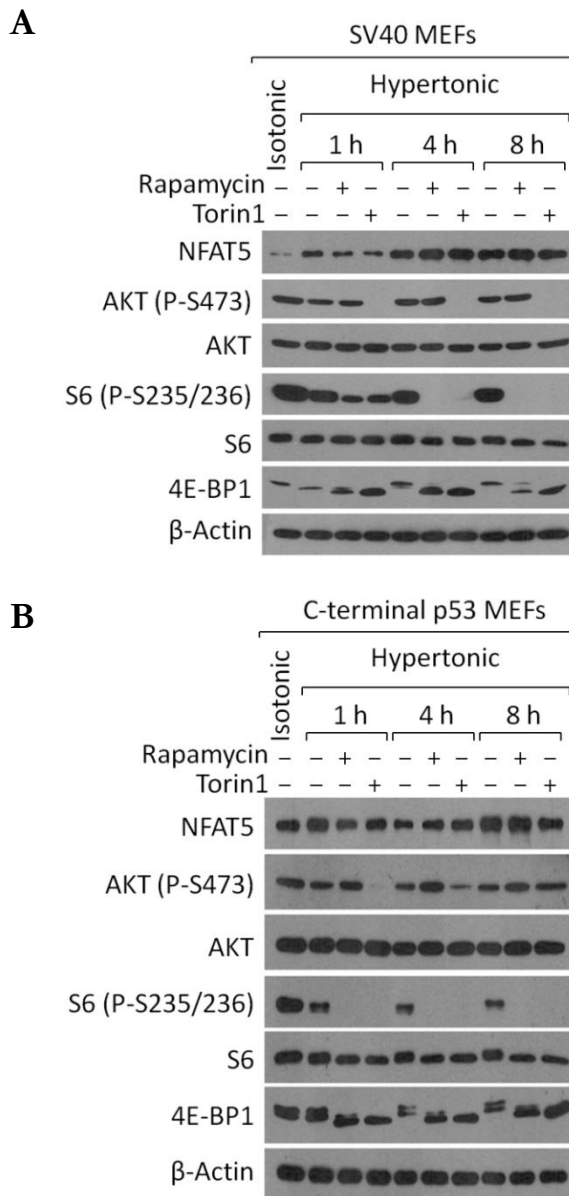 A
SV40 MEFs
Hypertonic
Isotonic
1 h 4 h 8 h
Rapamycin – – + – – + – – + –
Torin1 – – – + – – + – – +
NFAT5
AKT (P-S473)
AKT
S6 (P-S235/236)
S6
4E-BP1
β-Actin
B
C-terminal p53 MEFs
Hypertonic
Isotonic
1 h 4 h 8 h
Rapamycin – – + – – + – – + –
Torin1 – – – + – – + – – +
NFAT5
AKT (P-S473)
AKT
S6 (P-S235/236)
S6
4E-BP1
β-Actin